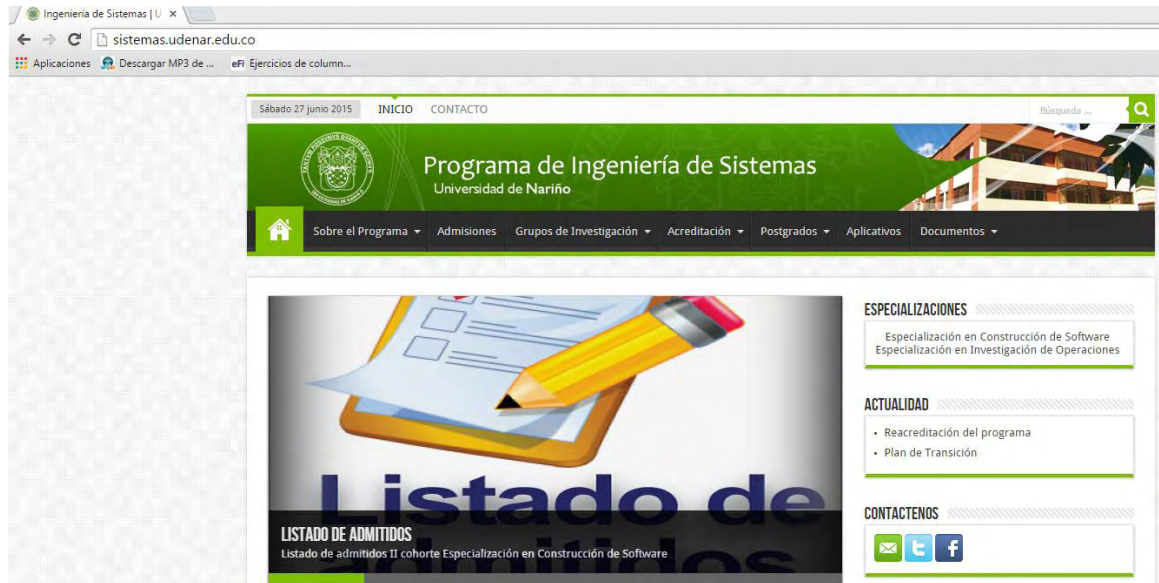 Ingeniería de Sistemas | U
sistemas.udenar.edu.co
Aplicaciones Descargar MP3 de ... eFi Ejercicios de column...
Sábado 27 junio 2015 INICIO CONTACTO Búsqueda ...
Programa de Ingeniería de Sistemas
Universidad de Nariño
Sobre el Programa Admisiones Grupos de Investigación Acreditación Postgrados Aplicativos Documentos
Listado de
admitidos
LISTADO DE ADMITIDOS
Listado de admitidos II cohorte Especialización en Construcción de Software
ESPECIALIZACIONES
Especialización en Construcción de Software
Especialización en Investigación de Operaciones
ACTUALIDAD
• Reacreditación del programa
• Plan de Transición
CONTACTENOS